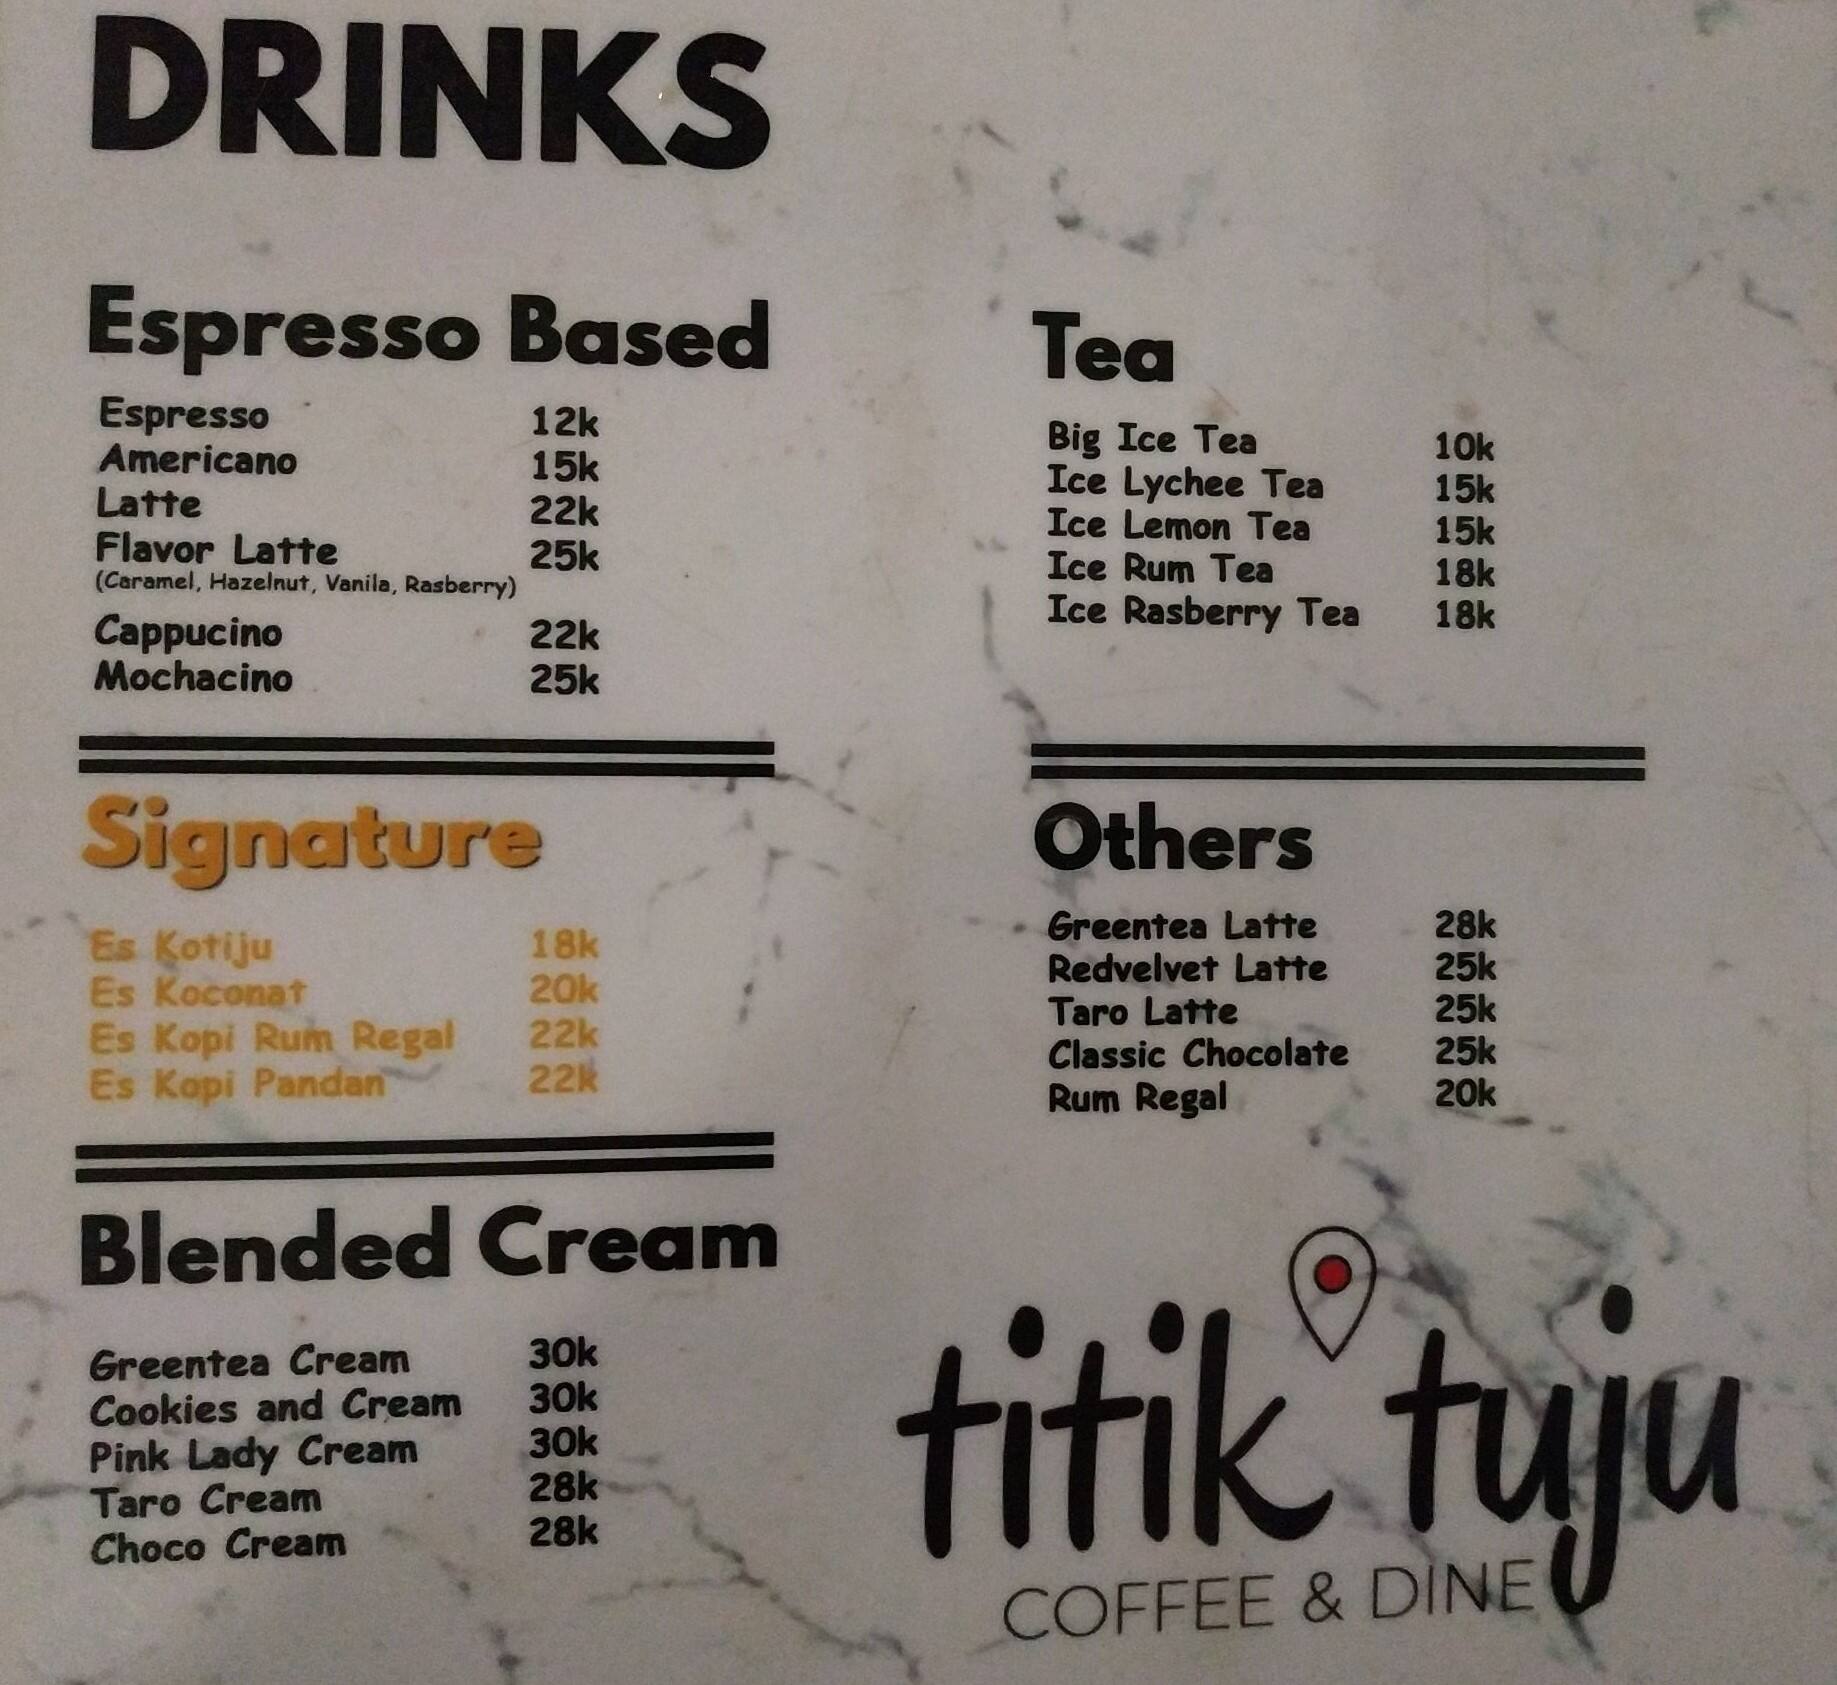 DRINKS
Espresso Based
Espresso 12k
Americano 15k
Latte 22k
Flavor Latte 25k
(Caramel, Hazelnut, Vanila, Rasberry)
Cappucino 22k
Mochacino 25k
Signature
Es Kotiju 18k
Es Koconat 20k
Es Kopi Rum Regal 22k
Es Kopi Pandan 22k
Blended Cream
Greentea Cream 30k
Cookies and Cream 30k
Pink Lady Cream 30k
Taro Cream 28k
Choco Cream 28k
Tea
Big Ice Tea 10k
Ice Lychee Tea 15k
Ice Lemon Tea 15k
Ice Rum Tea 18k
Ice Rasberry Tea 18k
Others
Greentea Latte 28k
Redvelvet Latte 25k
Taro Latte 25k
Classic Chocolate 25k
Rum Regal 20k
titik tuju
COFFEE & DINE